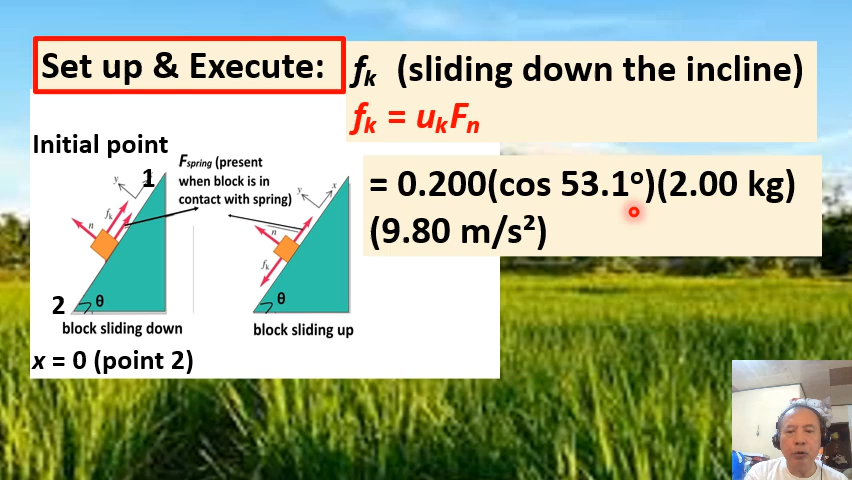 Set up & Execute:
fk (sliding down the incline)
fk = ukFn
= 0.200(cos 53.1º)(2.00 kg)
(9.80 m/s²)
Initial point
1
Fspring (present
when block is in
contact with spring)
y
fk
n
2
θ
block sliding down
y
x
n
fk
θ
block sliding up
x = 0 (point 2)